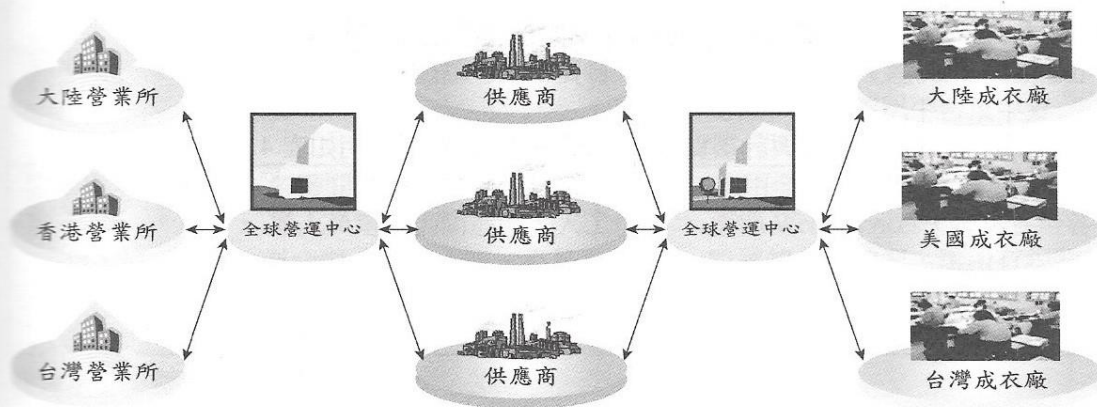 大陸營業所
供應商
大陸成衣廠
香港營業所
全球營運中心
供應商
全球營運中心
美國成衣廠
台灣營業所
供應商
台灣成衣廠